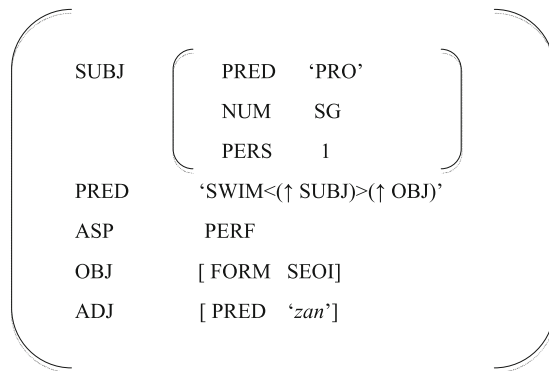 SUBJ PRED ‘PRO’
NUM SG
PERS 1
PRED ‘SWIM<(↑ SUBJ)>(↑ OBJ)’
ASP PERF
OBJ [ FORM SEOI]
ADJ [ PRED ‘zan’]